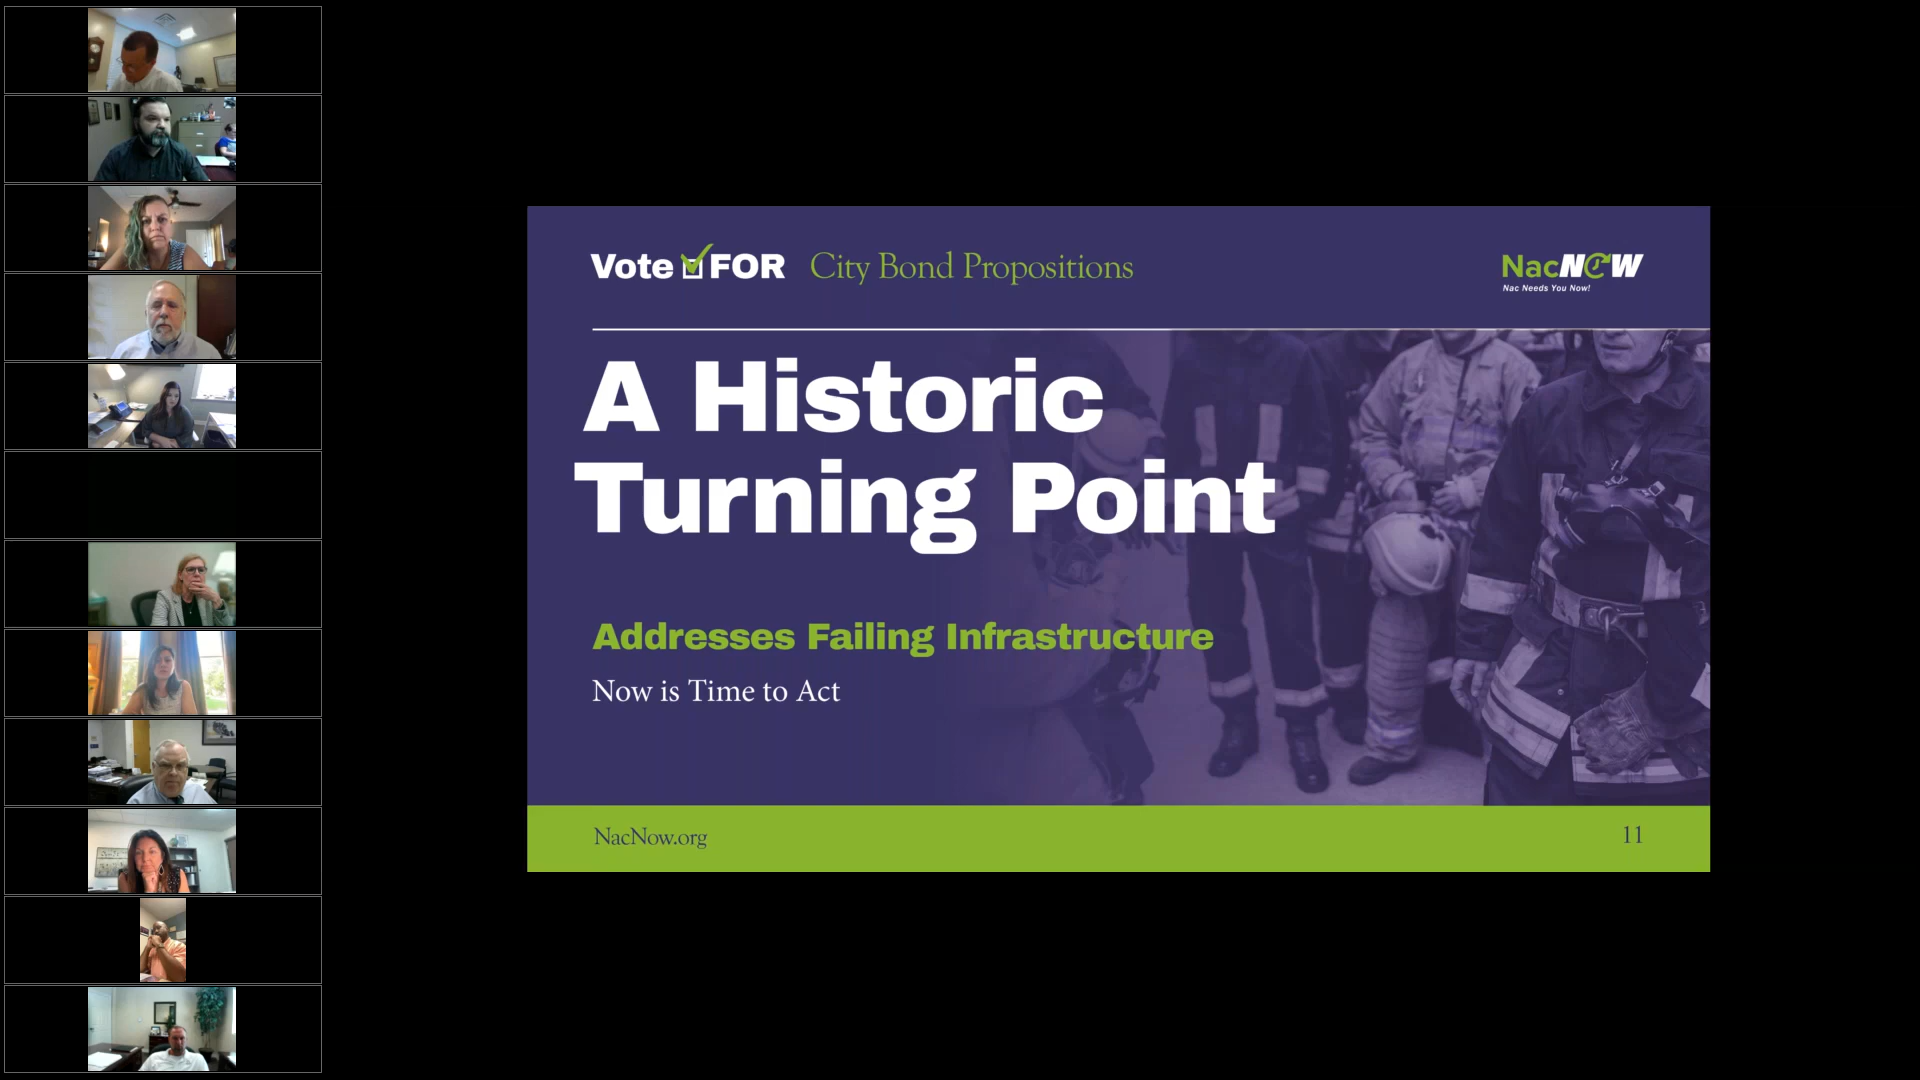 Vote FOR City Bond Propositions
NacNOW
Nac Needs You Now!
A Historic
Turning Point
Addresses Failing Infrastructure
Now is Time to Act
NacNow.org
11